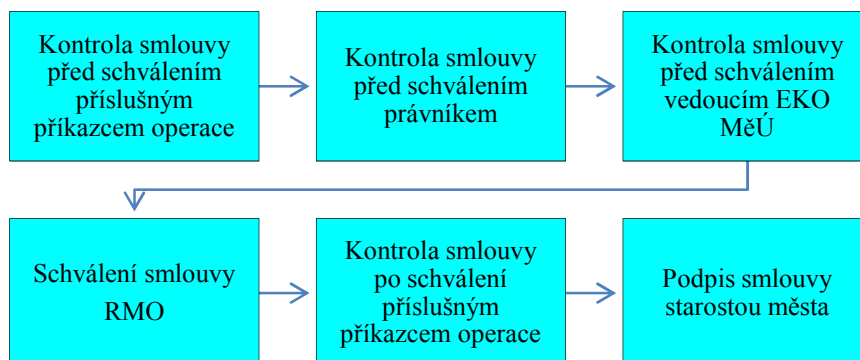 Kontrola smlouvy
před schválením
příslušným
příkazcem operace
Kontrola smlouvy
před schválením
právníkem
Kontrola smlouvy
před schválením
vedoucím EKO
MěÚ
Schválení smlouvy
RMO
Kontrola smlouvy
po schválení
příslušným
příkazcem operace
Podpis smlouvy
starostou města